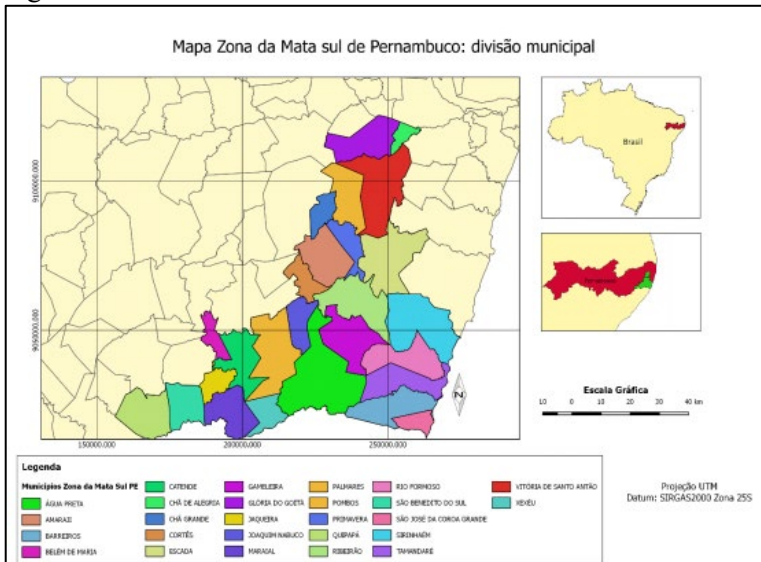 Mapa Zona da Mata sul de Pernambuco: divisão municipal
9100000.000
9050000.000
150000.000
200000.000
250000.000
Brasil
Pernambuco
N
Escala Gráfica
10 0 10 20 30 40 km
Legenda
Municípios Zona da Mata Sul PE
ÁGUA PRETA
AMARAJI
BARREIROS
BELÉM DE MARIA
CATENDE
CHÃ DE ALEGRIA
CHÃ GRANDE
CORTÊS
ESCADA
GAMELEIRA
GLÓRIA DO GOITÁ
JAQUEIRA
JOAQUIM NABUCO
MARAIAL
PALMARES
POMBOS
PRIMAVERA
QUIPAPÁ
RIBEIRÃO
RIO FORMOSO
SÃO BENEDITO DO SUL
SÃO JOSÉ DA COROA GRANDE
SIRINHAÉM
TAMANDARÉ
VITÓRIA DE SANTO ANTÃO
XEXÉU
Projeção UTM
Datum: SIRGAS2000 Zona 25S